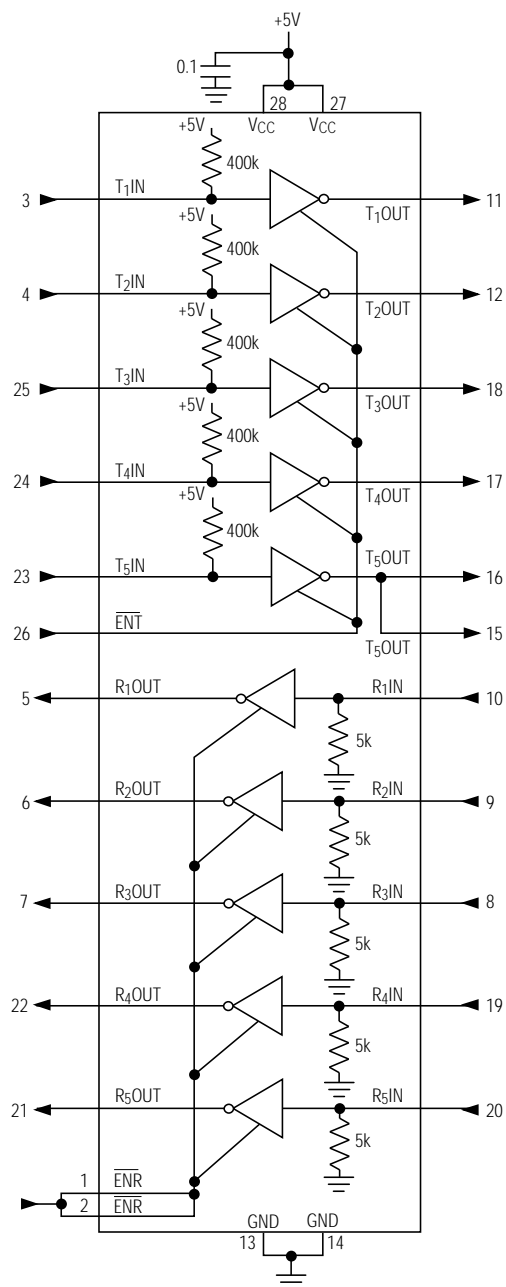 +5V
0.1
28 27
VCC VCC
+5V
400k
3 T1IN T1OUT 11
+5V
400k
4 T2IN T2OUT 12
+5V
400k
25 T3IN T3OUT 18
+5V
400k
24 T4IN T4OUT 17
+5V
400k
23 T5IN T5OUT 16
26 ENT T5OUT 15
5 R1OUT R1IN 10
5k
6 R2OUT R2IN 9
5k
7 R3OUT R3IN 8
5k
22 R4OUT R4IN 19
5k
21 R5OUT R5IN 20
5k
1 ENR
2 ENR
GND GND
13 14